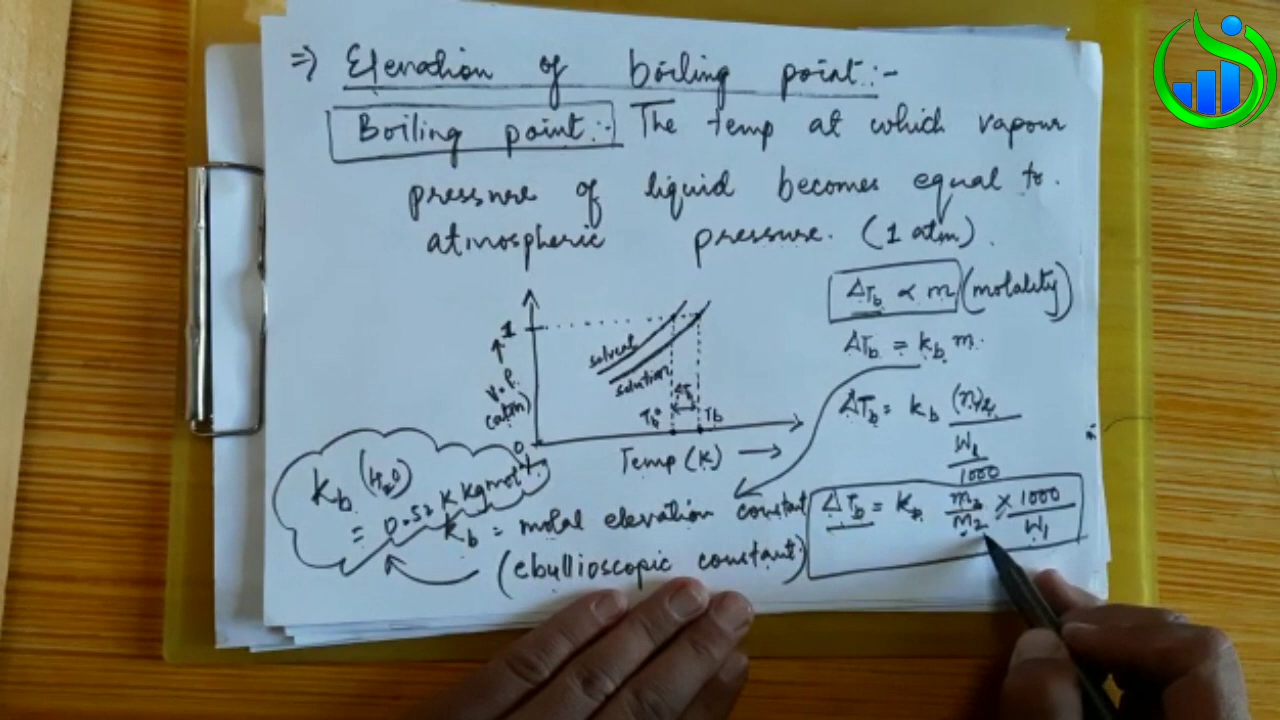 ⇒ Elevation of boiling point :-
Boiling point :- The temp at which vapour
pressure of liquid becomes equal to
atmospheric pressure. (1 atm).
ΔTb ∝ m (molality)
ΔTb = kb m.
ΔTb = kb (n)2
W1
1000
ΔTb = Kb m2/M2 × 1000/W1
1
V.P.
(atm)
solvent
solution
ΔTb
Tb° Tb
0
Temp (K) →
kb (H2O)
= 0.52 K kg mol-1.
kb = molal elevation constant
(ebullioscopic constant)